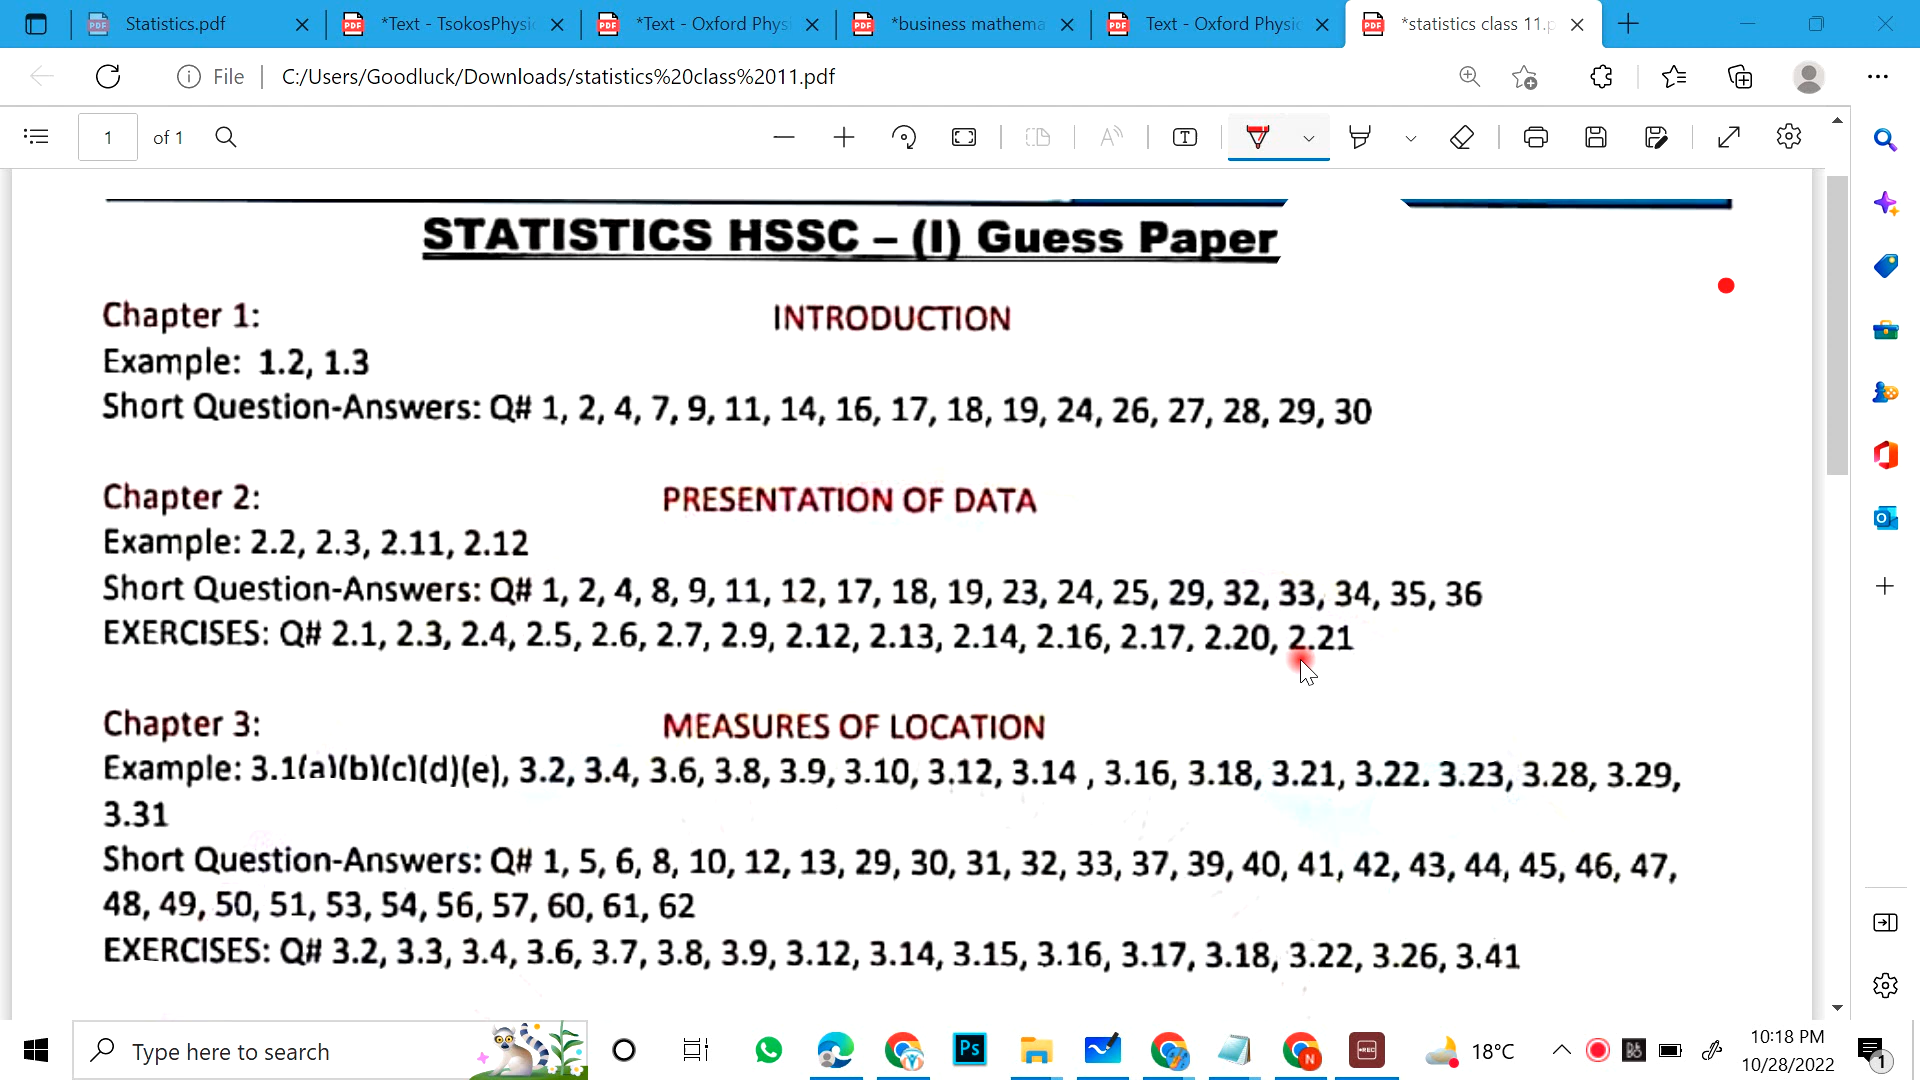 Statistics.pdf
*Text - TsokosPhysi
*Text - Oxford Phys
*business mathema
Text - Oxford Physic
*statistics class 11.p
File
C:/Users/Goodluck/Downloads/statistics%20class%2011.pdf
1 of 1
STATISTICS HSSC – (I) Guess Paper
Chapter 1: INTRODUCTION
Example: 1.2, 1.3
Short Question-Answers: Q# 1, 2, 4, 7, 9, 11, 14, 16, 17, 18, 19, 24, 26, 27, 28, 29, 30
Chapter 2: PRESENTATION OF DATA
Example: 2.2, 2.3, 2.11, 2.12
Short Question-Answers: Q# 1, 2, 4, 8, 9, 11, 12, 17, 18, 19, 23, 24, 25, 29, 32, 33, 34, 35, 36
EXERCISES: Q# 2.1, 2.3, 2.4, 2.5, 2.6, 2.7, 2.9, 2.12, 2.13, 2.14, 2.16, 2.17, 2.20, 2.21
Chapter 3: MEASURES OF LOCATION
Example: 3.1(a)(b)(c)(d)(e), 3.2, 3.4, 3.6, 3.8, 3.9, 3.10, 3.12, 3.14 , 3.16, 3.18, 3.21, 3.22. 3.23, 3.28, 3.29,
3.31
Short Question-Answers: Q# 1, 5, 6, 8, 10, 12, 13, 29, 30, 31, 32, 33, 37, 39, 40, 41, 42, 43, 44, 45, 46, 47,
48, 49, 50, 51, 53, 54, 56, 57, 60, 61, 62
EXERCISES: Q# 3.2, 3.3, 3.4, 3.6, 3.7, 3.8, 3.9, 3.12, 3.14, 3.15, 3.16, 3.17, 3.18, 3.22, 3.26, 3.41
Type here to search
Ps
REC
18°C
10:18 PM
10/28/2022
1